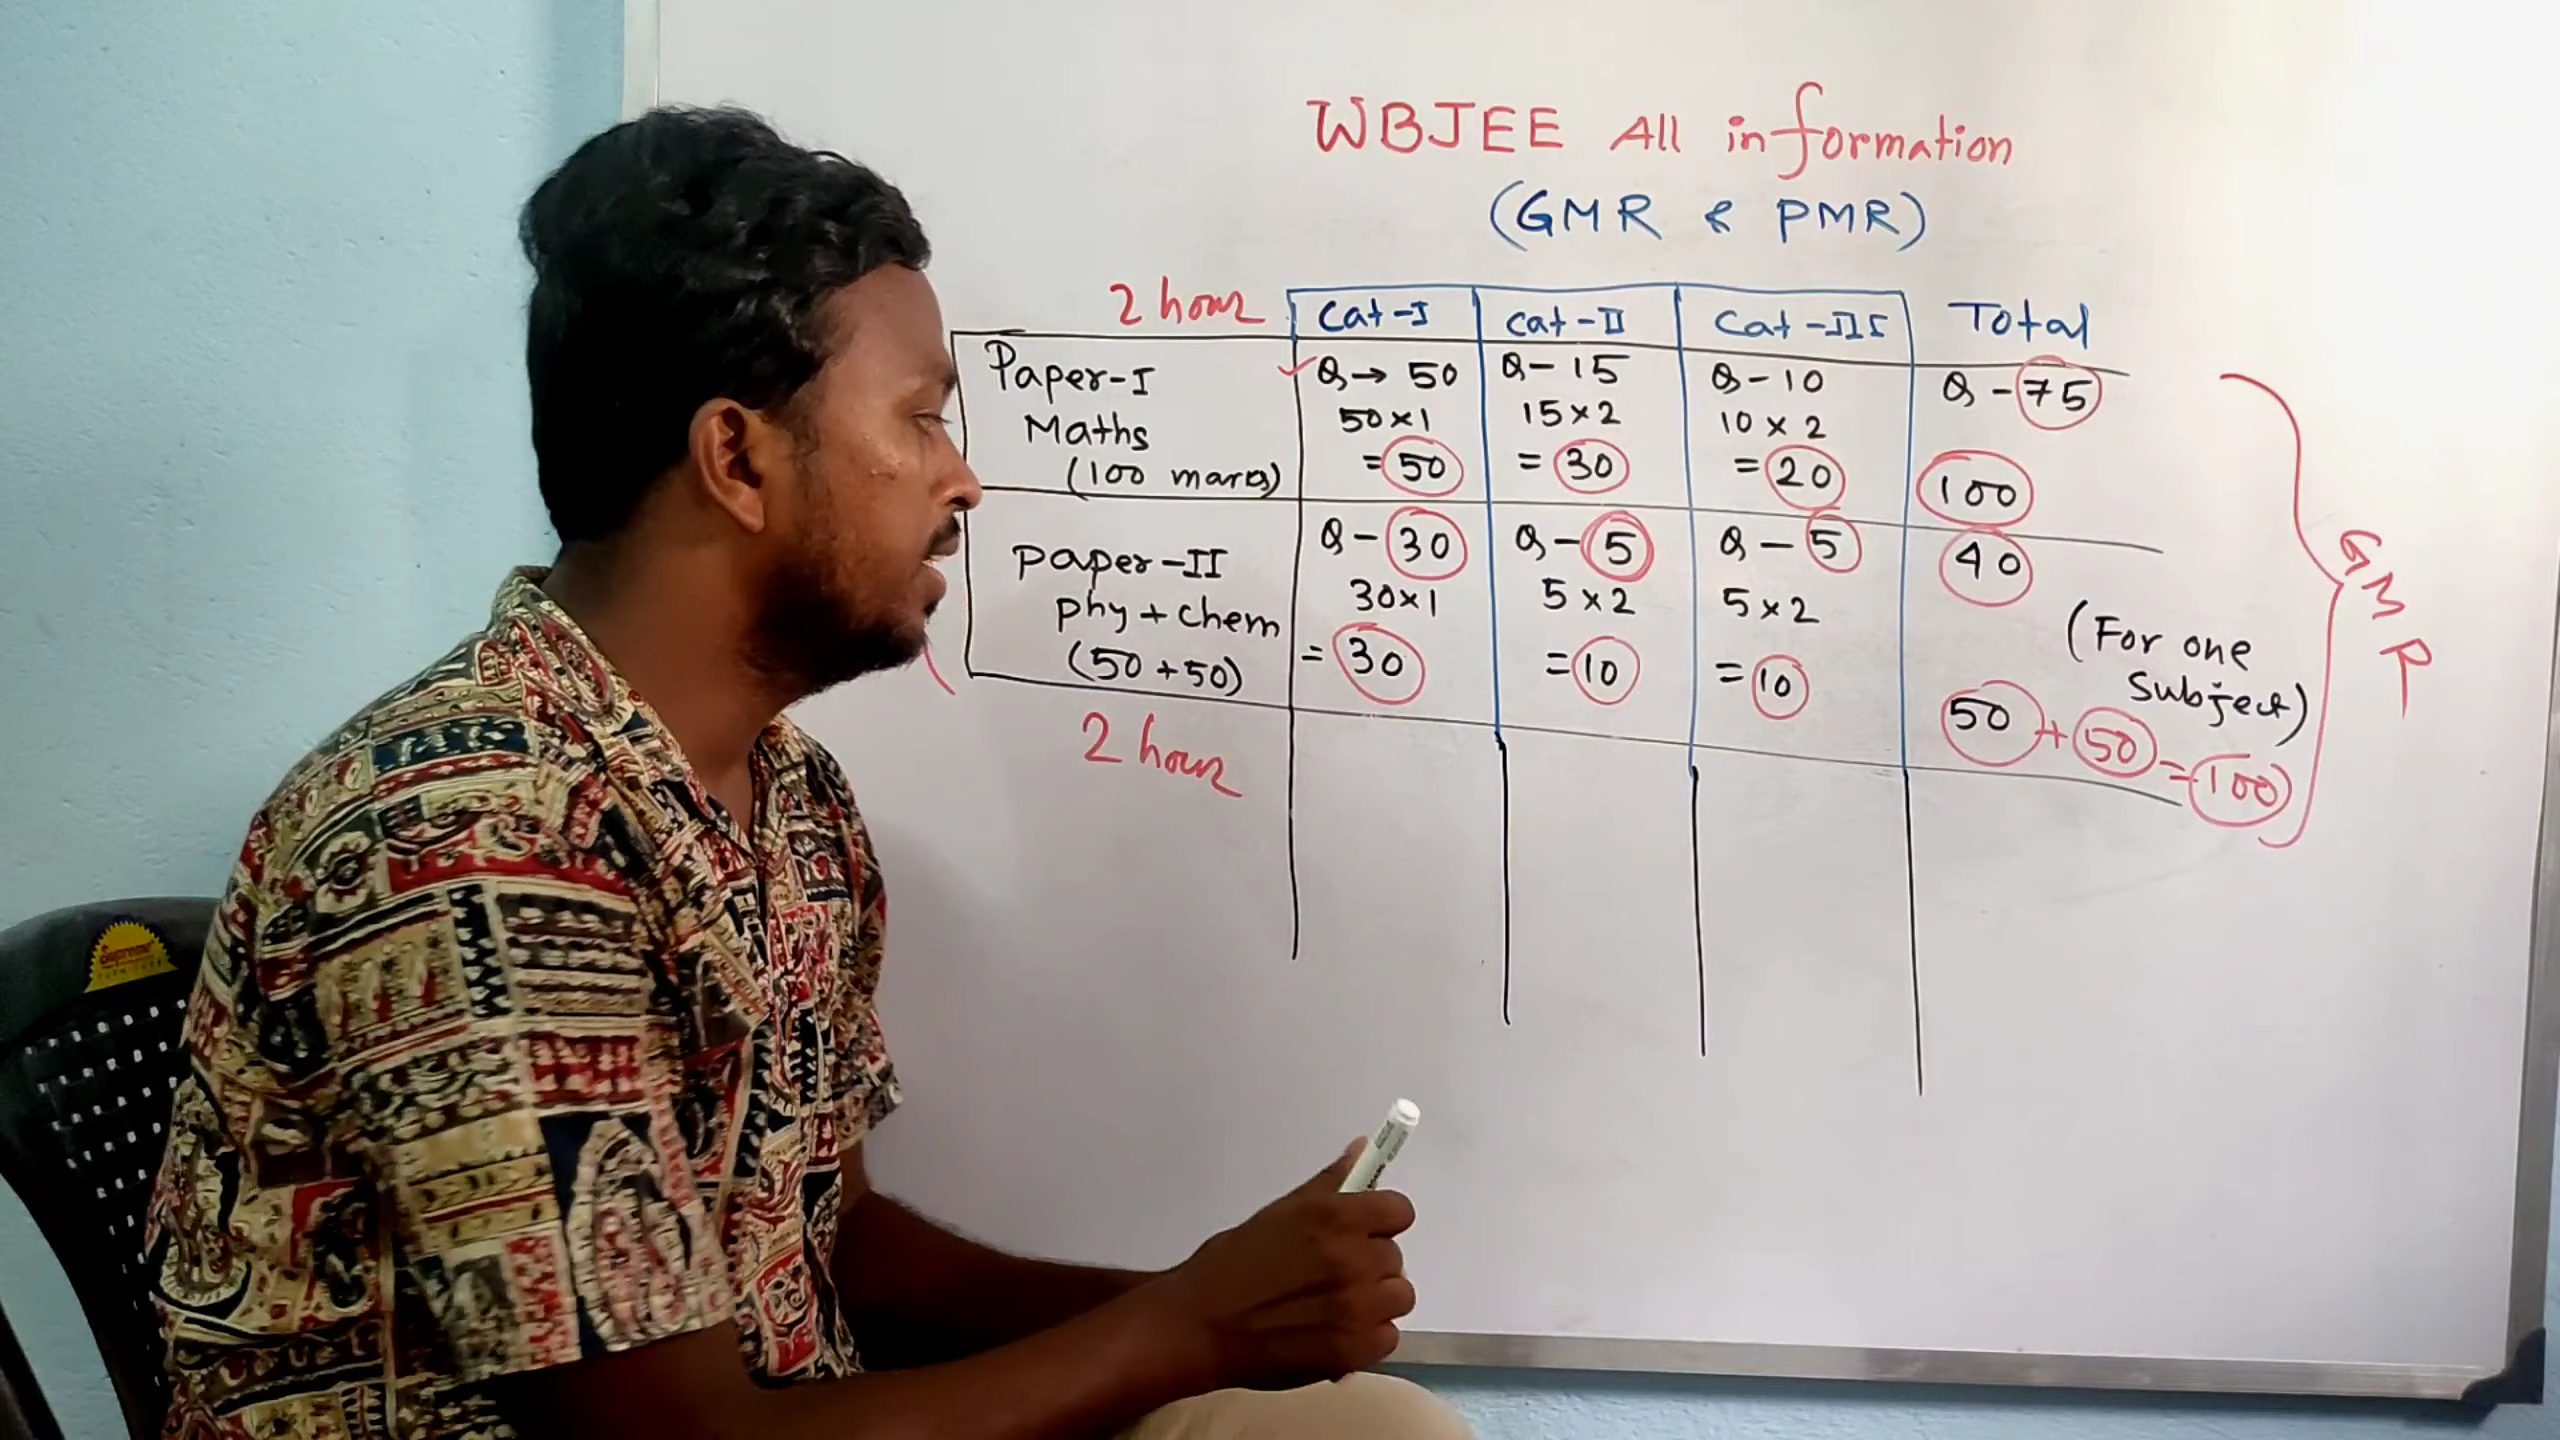 WBJEE All information
(GMR & PMR)
2 hour
Cat-I
Cat-II
Cat-III
Total
Paper-I
Maths
(100 marks)
Q→ 50
50×1
=50
Q-15
15×2
= 30
Q-10
10 × 2
= 20
Q-75
100
Paper-II
phy + chem
(50+50)
Q-30
30×1
= 30
Q-5
5×2
=10
Q-5
5×2
=10
40
(For one
Subject)
50 + 50 = 100
2 hour
GMR
Supreme
FURNITURE